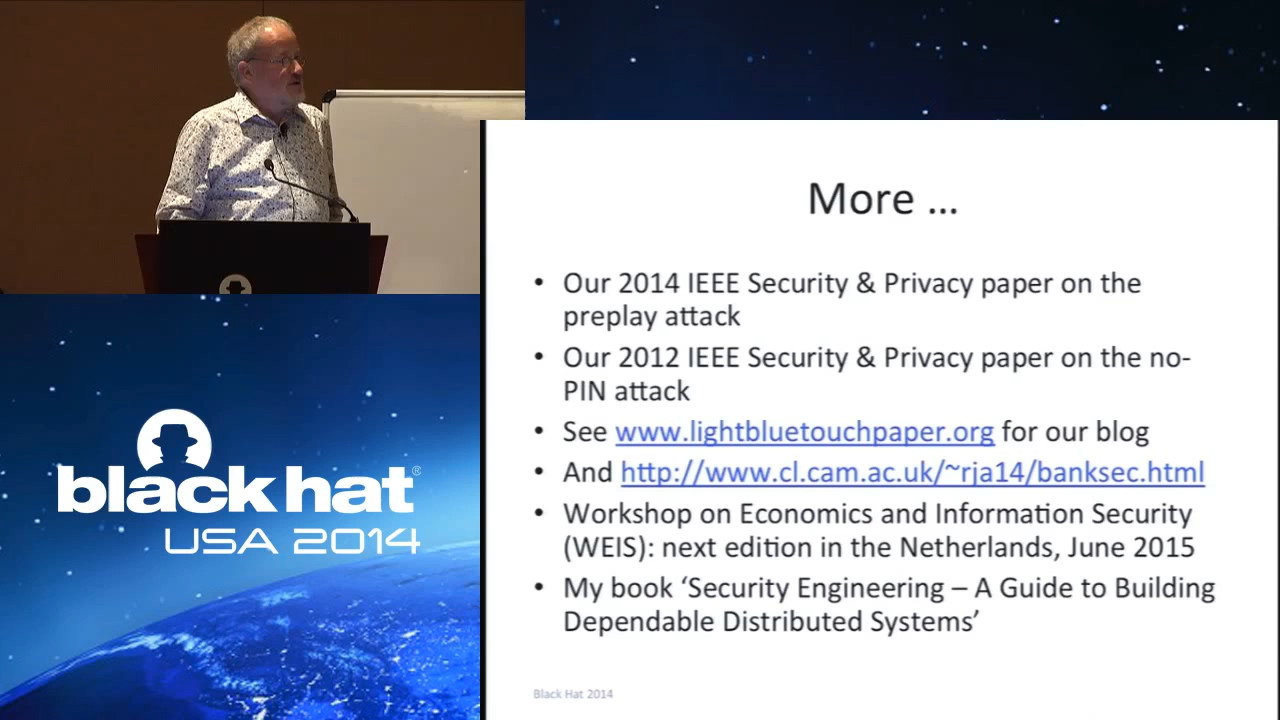 More ...
• Our 2014 IEEE Security & Privacy paper on the
preplay attack
• Our 2012 IEEE Security & Privacy paper on the no-
PIN attack
• See www.lightbluetouchpaper.org for our blog
• And http://www.cl.cam.ac.uk/~rja14/banksec.html
• Workshop on Economics and Information Security
(WEIS): next edition in the Netherlands, June 2015
• My book ‘Security Engineering – A Guide to Building
Dependable Distributed Systems’
Black Hat 2014
black hat®
USA 2014